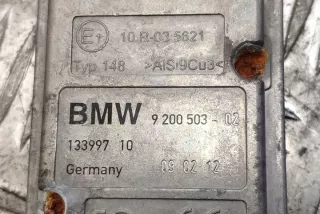 E1
10 R-03 5621
Typ 148 >AlSi9Cu3<
BMW 9 200 503 - 02
133997 10
Germany 09 02 12